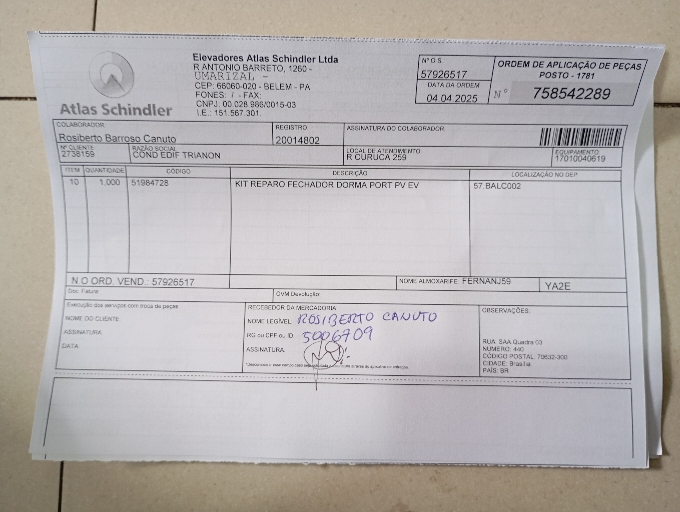 Atlas Schindler
Elevadores Atlas Schindler Ltda
R ANTONIO BARRETO, 1260 -
UMARIZAL -
CEP: 66060-020 - BELEM - PA
FONES: / - FAX:
CNPJ: 00.028.986/0015-03
I.E.: 151.567.301.
Nº O.S.
57926517
DATA DA ORDEM
04.04.2025
ORDEM DE APLICAÇÃO DE PEÇAS
POSTO - 1781
Nº 758542289
COLABORADOR
Rosiberto Barroso Canuto
REGISTRO
20014802
ASSINATURA DO COLABORADOR
Nº CLIENTE
2738159
RAZÃO SOCIAL
COND EDIF TRIANON
LOCAL DE ATENDIMENTO
R CURUCA 259
EQUIPAMENTO
17010040619
ITEM QUANTIDADE CÓDIGO DESCRIÇÃO LOCALIZAÇÃO NO DEP.
10 1,000 51984728 KIT REPARO FECHADOR DORMA PORT PV EV 57.BALC002
N.O ORD. VEND.: 57926517
NOME ALMOXARIFE: FERNANJ59
YA2E
Doc. Fatura:
OVM Devolução:
Execução dos serviços com troca de peças
NOME DO CLIENTE:
ASSINATURA:
DATA:
RECEBEDOR DA MERCADORIA
NOME LEGÍVEL: ROSIBERTO CANUTO
RG ou CPF ou ID: 5006709
ASSINATURA:
OBSERVAÇÕES:
RUA: SAA Quadra 03
NÚMERO: 440
CÓDIGO POSTAL: 70632-300
CIDADE: Brasília
PAÍS: BR